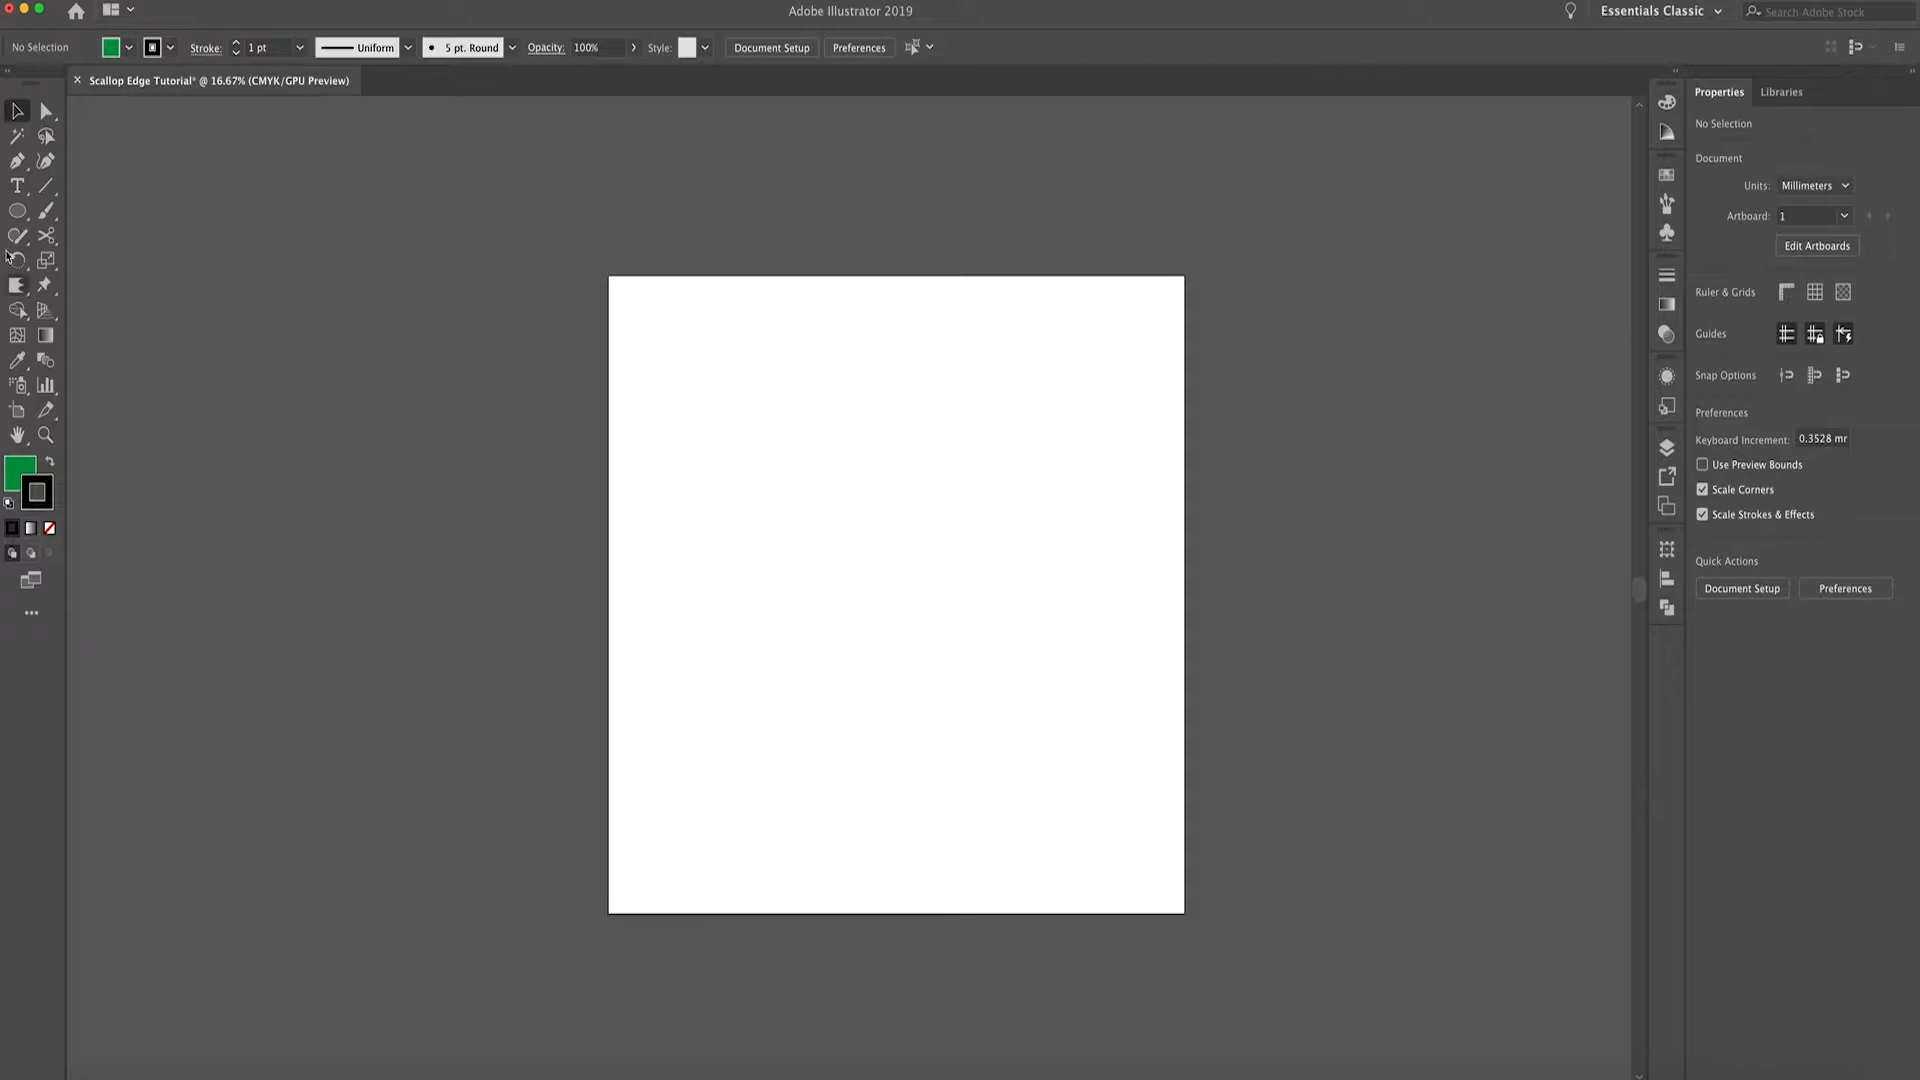 Adobe Illustrator 2019
Essentials Classic
Search Adobe Stock
No Selection
Stroke:
1 pt
Uniform
5 pt. Round
Opacity:
100%
Style:
Document Setup
Preferences
× Scallop Edge Tutorial* @ 16.67% (CMYK/GPU Preview)
Properties
Libraries
No Selection
Document
Units: Millimeters
Artboard: 1
Edit Artboards
Ruler & Grids
Guides
Snap Options
Preferences
Keyboard Increment: 0.3528 mr
Use Preview Bounds
Scale Corners
Scale Strokes & Effects
Quick Actions
Document Setup
Preferences